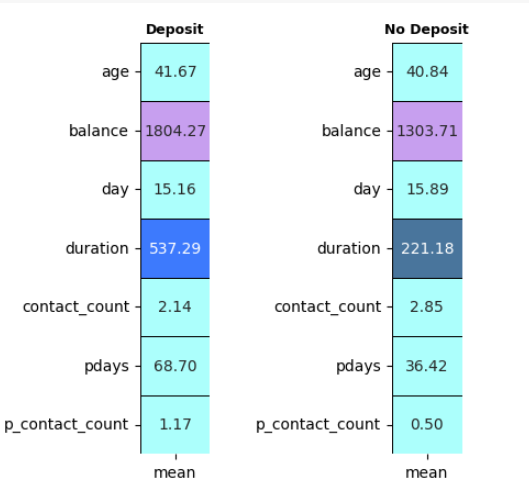 Deposit No Deposit
age 41.67 age 40.84
balance 1804.27 balance 1303.71
day 15.16 day 15.89
duration 537.29 duration 221.18
contact_count 2.14 contact_count 2.85
pdays 68.70 pdays 36.42
p_contact_count 1.17 p_contact_count 0.50
mean mean